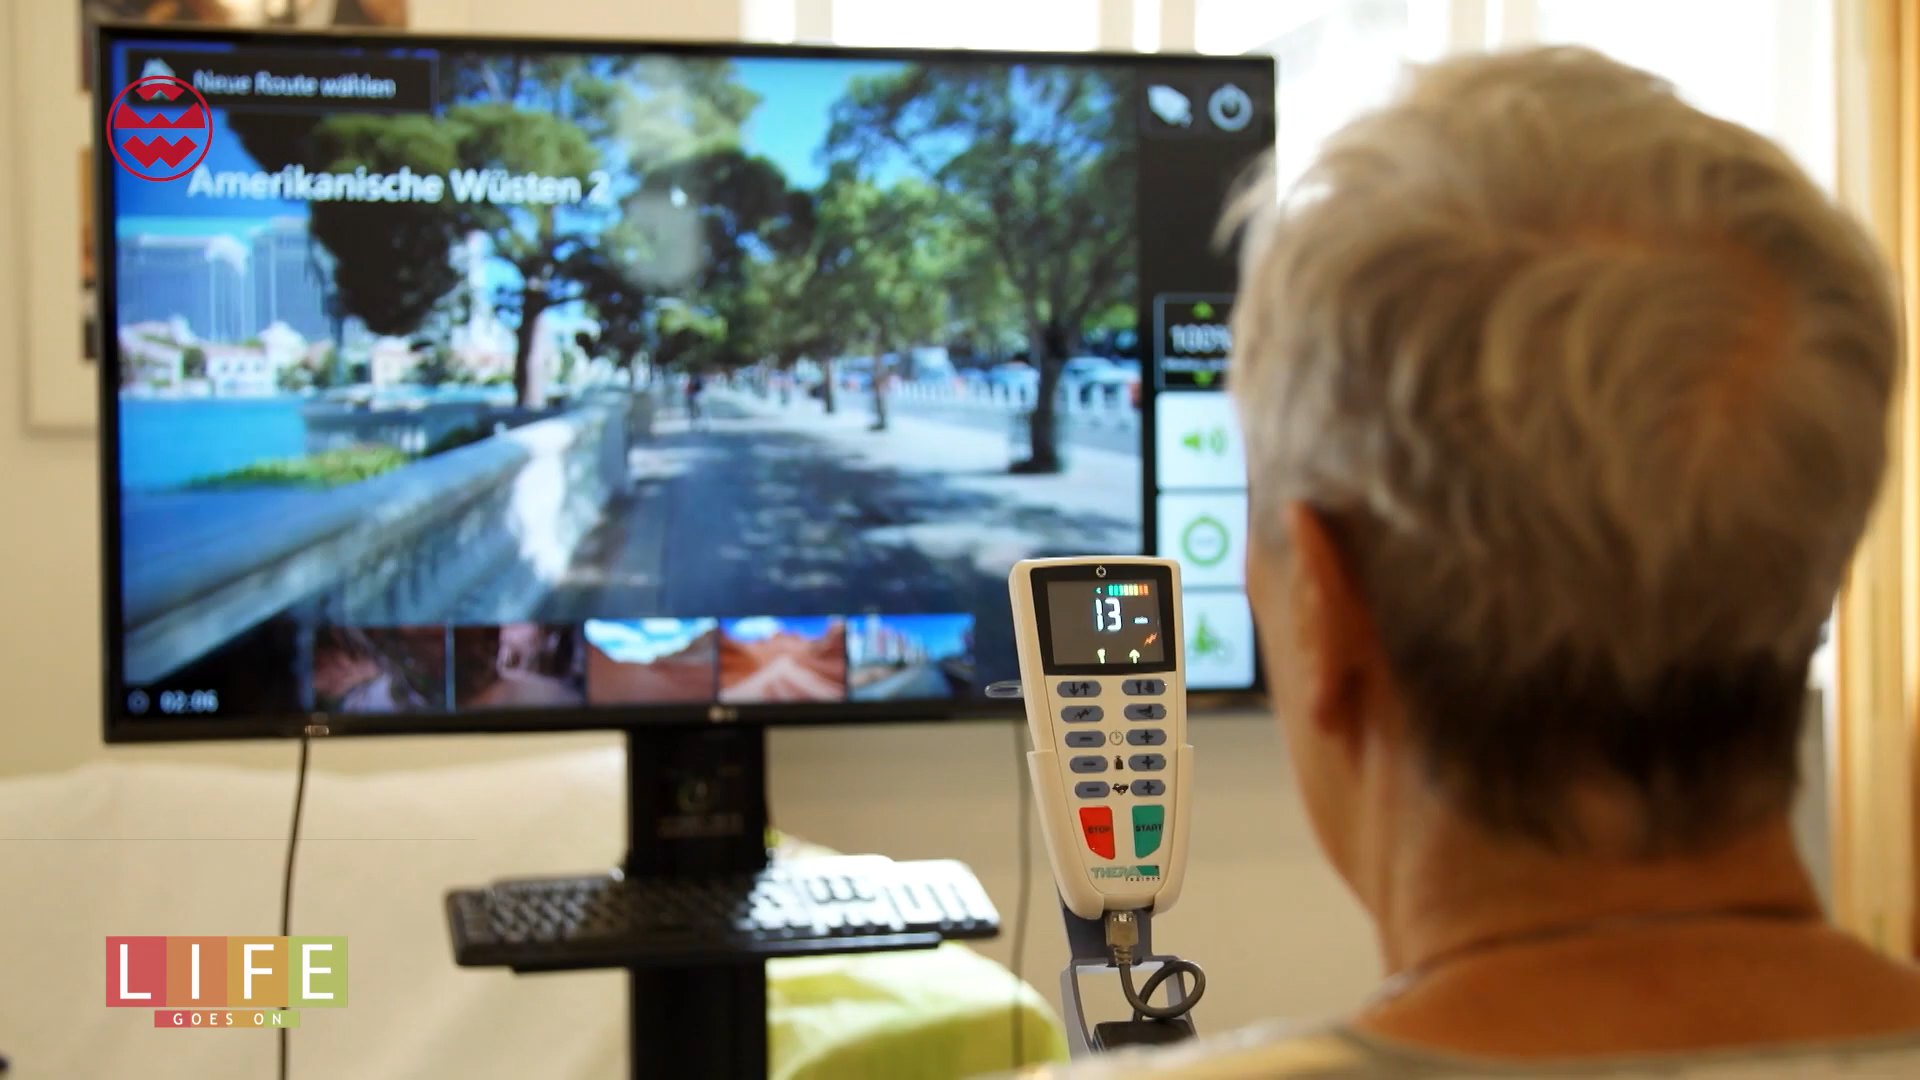 Neue Route wählen
Amerikanische Wüsten 2
100%
02:06
13
STOP
START
THERA
LIFE
GOES ON